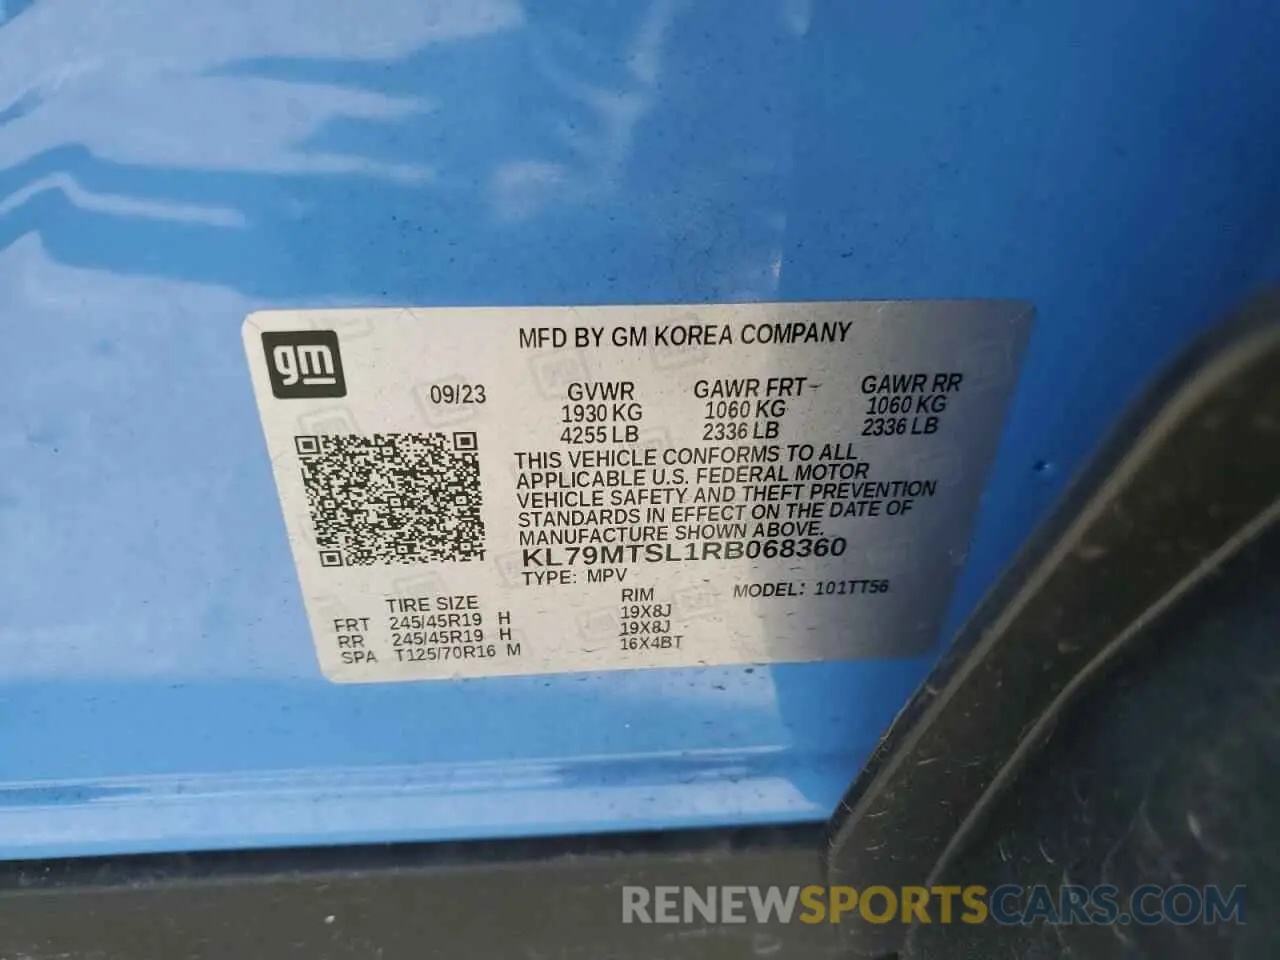 gm
MFD BY GM KOREA COMPANY
09/23
GVWR GAWR FRT GAWR RR
1930 KG 1060 KG 1060 KG
4255 LB 2336 LB 2336 LB
THIS VEHICLE CONFORMS TO ALL
APPLICABLE U.S. FEDERAL MOTOR
VEHICLE SAFETY AND THEFT PREVENTION
STANDARDS IN EFFECT ON THE DATE OF
MANUFACTURE SHOWN ABOVE.
KL79MTSL1RB068360
TYPE: MPV MODEL: 101TT56
TIRE SIZE RIM
FRT 245/45R19 H 19X8J
RR 245/45R19 H 19X8J
SPA T125/70R16 M 16X4BT
RENEWSPORTSCARS.COM